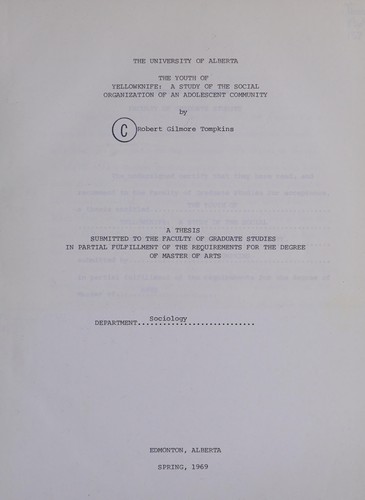 THE UNIVERSITY OF ALBERTA
THE YOUTH OF
YELLOWKNIFE: A STUDY OF THE SOCIAL
ORGANIZATION OF AN ADOLESCENT COMMUNITY
by
C Robert Gilmore Tompkins
A THESIS
SUBMITTED TO THE FACULTY OF GRADUATE STUDIES
IN PARTIAL FULFILLMENT OF THE REQUIREMENTS FOR THE DEGREE
OF MASTER OF ARTS
Sociology
DEPARTMENT............................
EDMONTON, ALBERTA
SPRING, 1969